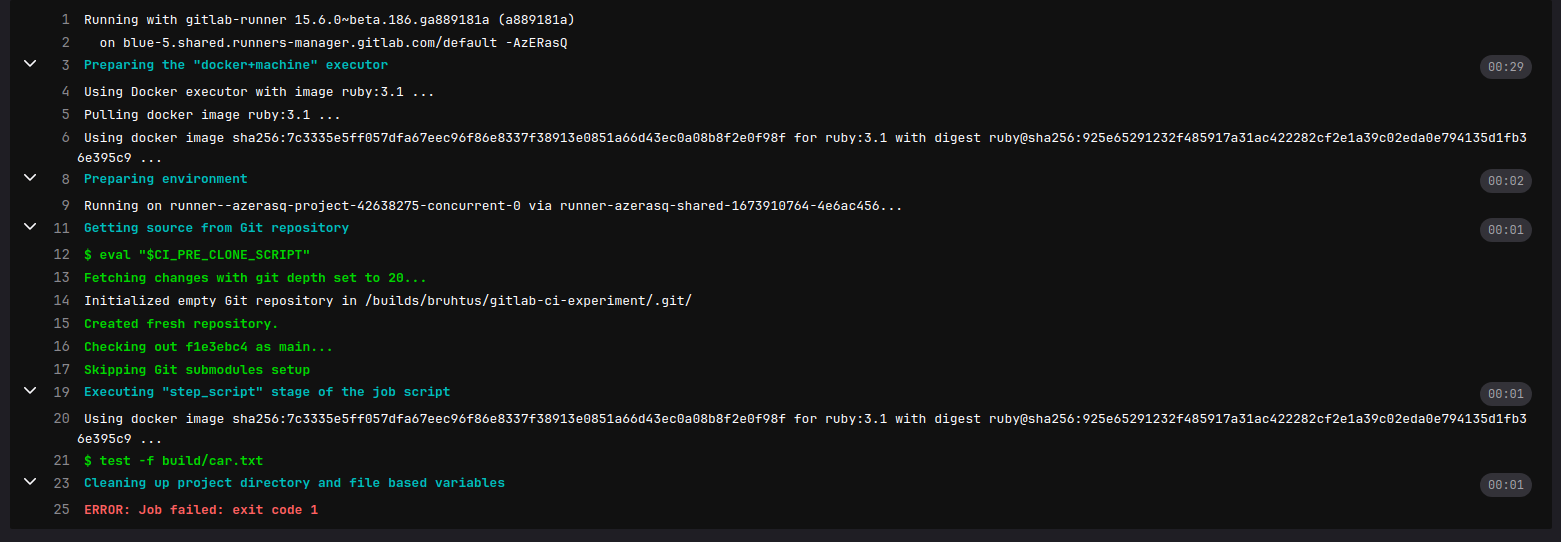 1 Running with gitlab-runner 15.6.0~beta.186.ga889181a (a889181a)
2 on blue-5.shared.runners-manager.gitlab.com/default -AzERasQ
3 Preparing the "docker+machine" executor 00:29
4 Using Docker executor with image ruby:3.1 ...
5 Pulling docker image ruby:3.1 ...
6 Using docker image sha256:7c3335e5ff057dfa67eec96f86e8337f38913e0851a66d43ec0a08b8f2e0f98f for ruby:3.1 with digest ruby@sha256:925e65291232f485917a31ac422282cf2e1a39c02eda0e794135d1fb3
6e395c9 ...
8 Preparing environment 00:02
9 Running on runner--azerasq-project-42638275-concurrent-0 via runner-azerasq-shared-1673910764-4e6ac456...
11 Getting source from Git repository 00:01
12 $ eval "$CI_PRE_CLONE_SCRIPT"
13 Fetching changes with git depth set to 20...
14 Initialized empty Git repository in /builds/bruhtus/gitlab-ci-experiment/.git/
15 Created fresh repository.
16 Checking out f1e3ebc4 as main...
17 Skipping Git submodules setup
19 Executing "step_script" stage of the job script 00:01
20 Using docker image sha256:7c3335e5ff057dfa67eec96f86e8337f38913e0851a66d43ec0a08b8f2e0f98f for ruby:3.1 with digest ruby@sha256:925e65291232f485917a31ac422282cf2e1a39c02eda0e794135d1fb3
6e395c9 ...
21 $ test -f build/car.txt
23 Cleaning up project directory and file based variables 00:01
25 ERROR: Job failed: exit code 1